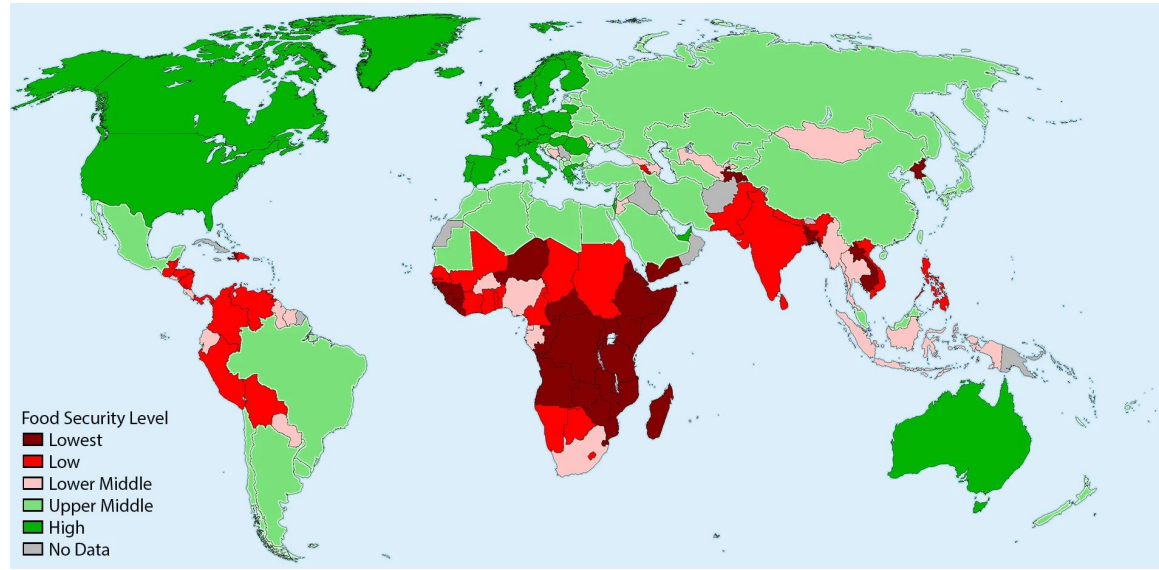 Food Security Level
Lowest
Low
Lower Middle
Upper Middle
High
No Data